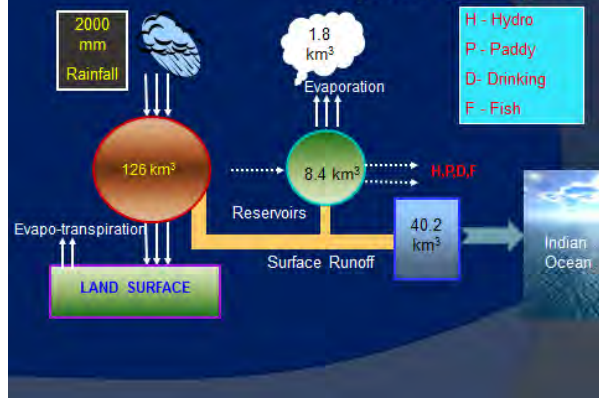 2000
mm
Rainfall
1.8
km³
Evaporation
H - Hydro
P - Paddy
D- Drinking
F - Fish
126 km³
8.4 km³
H,P,D,F
Reservoirs
Evapo-transpiration
40.2
km³
Indian
Ocean
Surface Runoff
LAND SURFACE